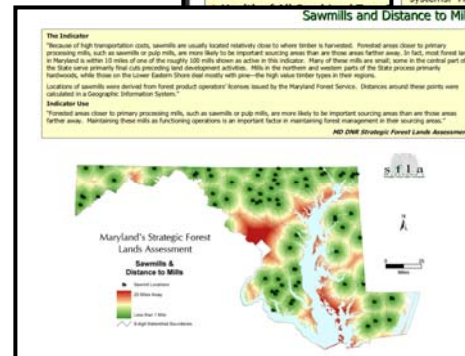 Sawmills and Distance to Mi
The Indicator
"Because of high transportation costs, sawmills are usually located relatively close to where timber is harvested. Forested areas closer to primary
processing mills, such as sawmills or pulp mills, are more likely to be important sourcing areas than are those areas farther away. In fact, most forest lan
in Maryland is within 10 miles of one of the roughly 100 mills shown as active in this indicator. Many of these mills are small; some in the central part of
the State serve primarily final cuts preceding land development activities. Mills in the northern and western parts of the State process primarily
hardwoods, while those on the Lower Eastern Shore deal mostly with pine—the high value timber types in their regions.
Locations of sawmills were derived from forest product operators' licenses issued by the Maryland Forest Service. Distances around these points were
calculated in a Geographic Information System."
Indicator Use
"Forested areas closer to primary processing mills, such as sawmills or pulp mills, are more likely to be important sourcing areas than are those areas
farther away. Maintaining these mills as functioning operations is an important factor in maintaining forest management in their sourcing areas."
MD DNR Strategic Forest Lands Assessmen
s f l a
N
Maryland's Strategic Forest
Lands Assessment
Sawmills &
Distance to Mills
Sawmill Locations
25 Miles Away
Less than 1 Mile
8-digit Watershed Boundaries
Miles